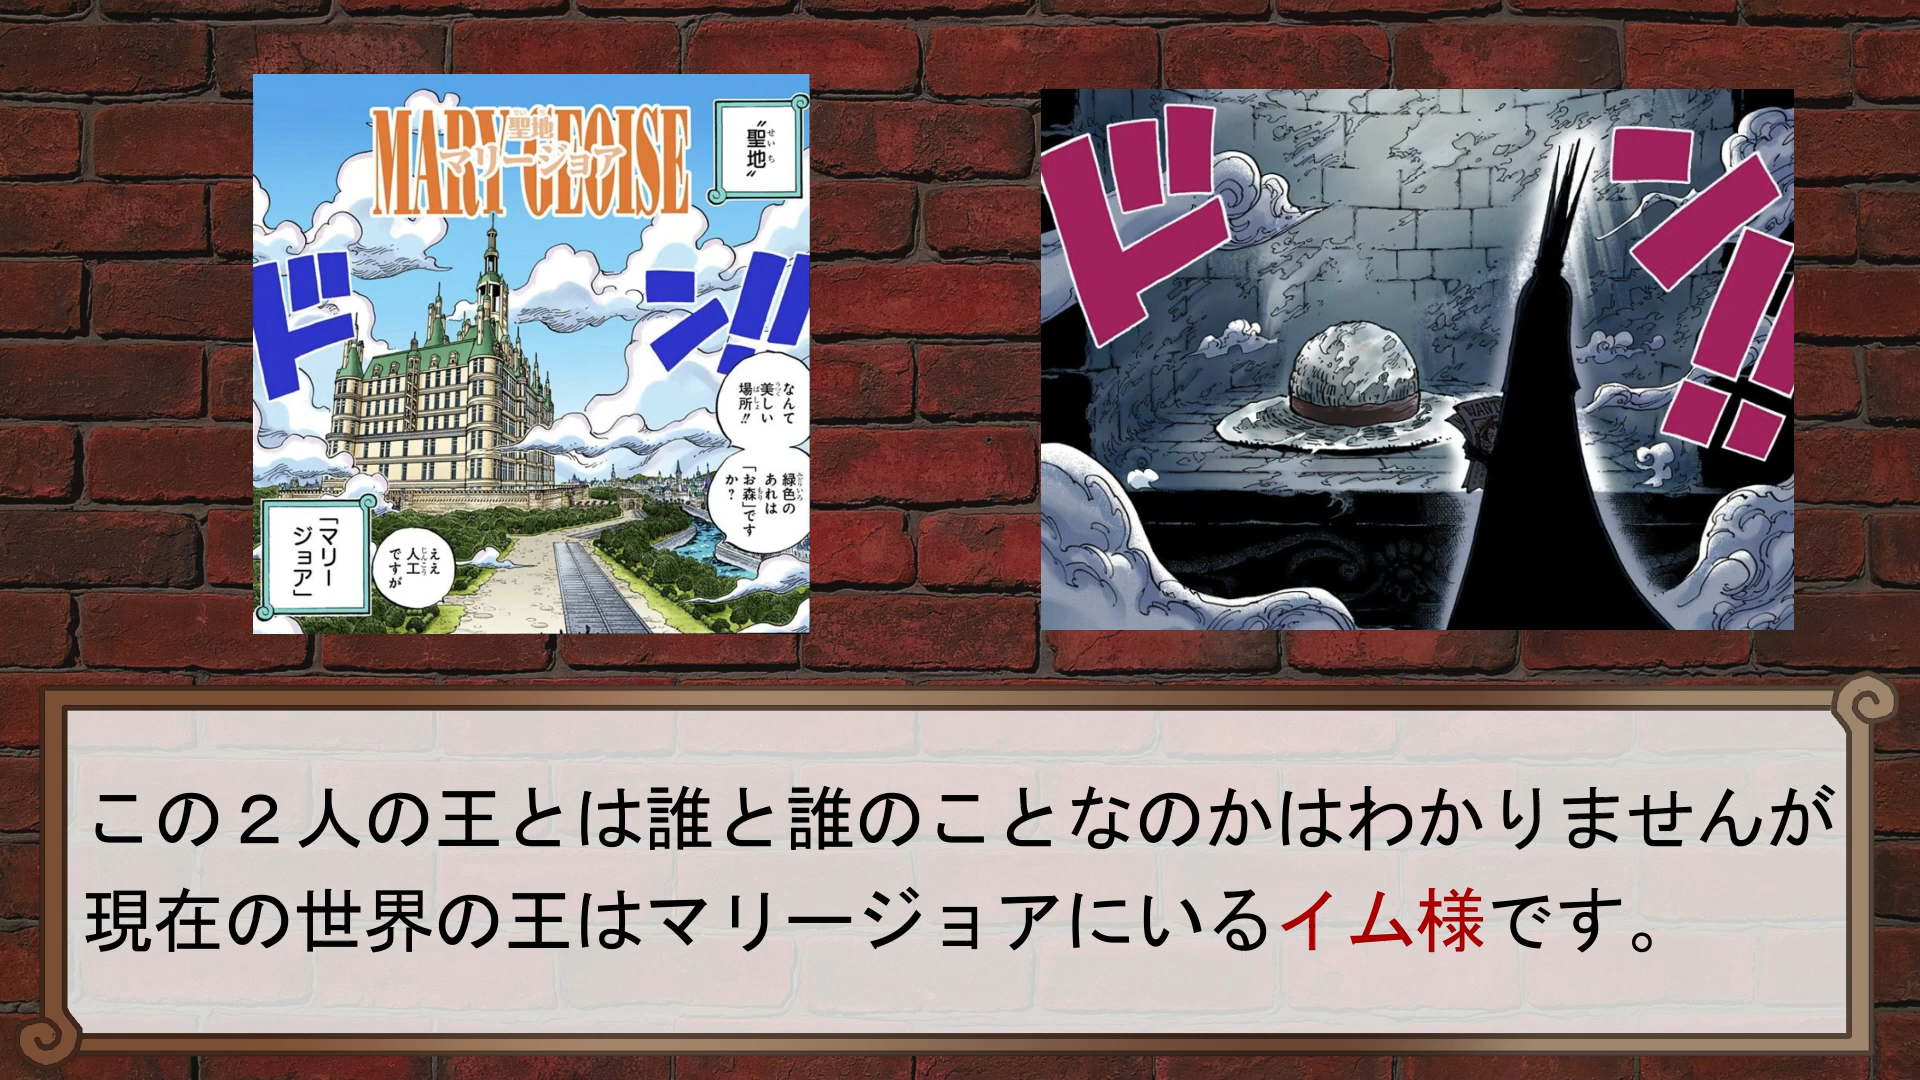 MARY GEOISE
聖地
マリージョア
"聖地"
ドン!!
なんて
美しい
場所!!
緑色の
あれは
「お森」です
か?
ええ
人工
ですが
「マリー
ジョア」
ドン!!
WANT
この２人の王とは誰と誰のことなのかはわかりませんが
現在の世界の王はマリージョアにいるイム様です。